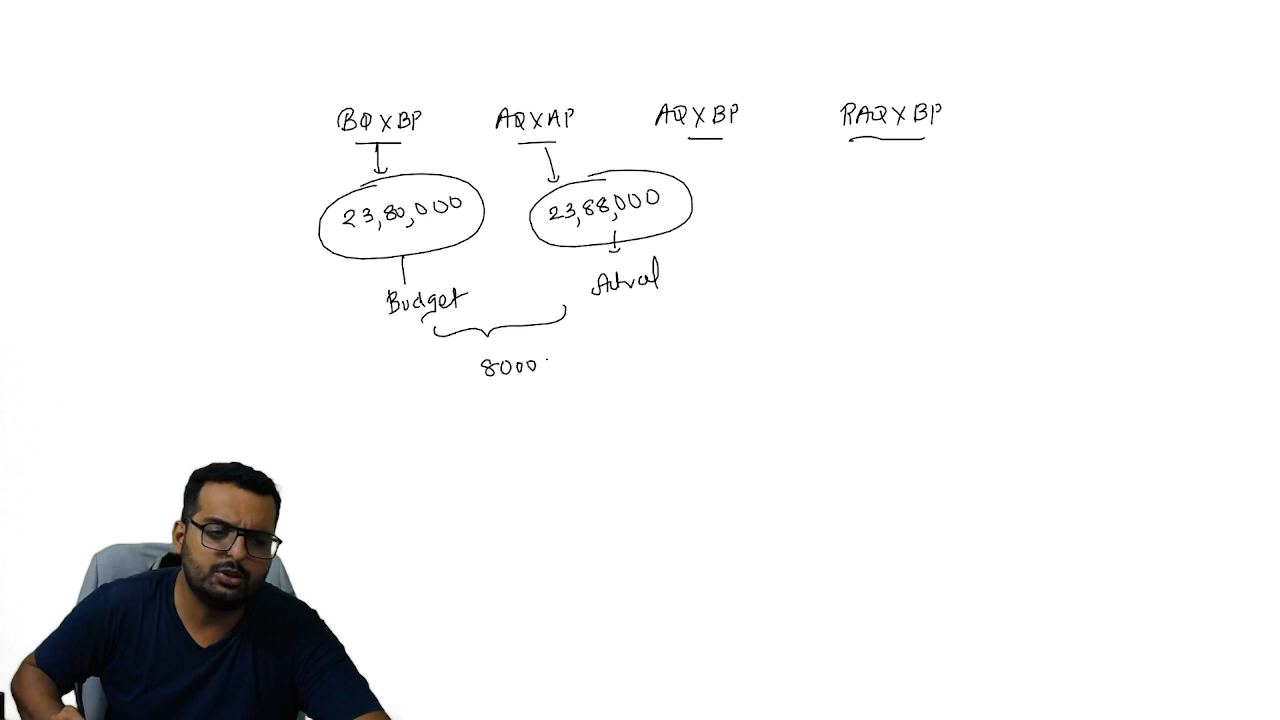 BQ X BP AQ X AP AQ X BP RAQ X BP
23,80,000 23,88,000
Budget Actual
8000